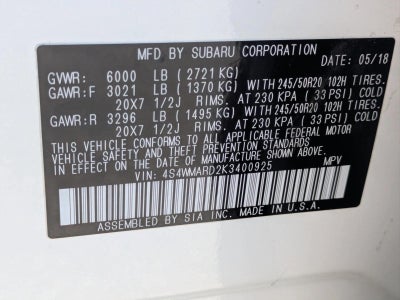 MFD. BY SUBARU CORPORATION
DATE: 05/18
GVWR: 6000 LB (2721 KG)
GAWR:F 3021 LB (1370 KG) WITH 245/50R20 102H TIRES.
20X7 1/2J RIMS. AT 230 KPA (33 PSI) COLD
GAWR:R 3296 LB (1495 KG) WITH 245/50R20 102H TIRES.
20X7 1/2J RIMS. AT 230 KPA (33 PSI) COLD
THIS VEHICLE CONFORMS TO ALL APPLICABLE FEDERAL MOTOR
VEHICLE SAFETY, BUMPER, AND THEFT PREVENTION STANDARDS
IN EFFECT ON THE DATE OF MANUFACTURE SHOWN ABOVE.
VIN: 4S4WMARD2K3400925 MPV
ASSEMBLED BY SIA INC. MADE IN U.S.A.